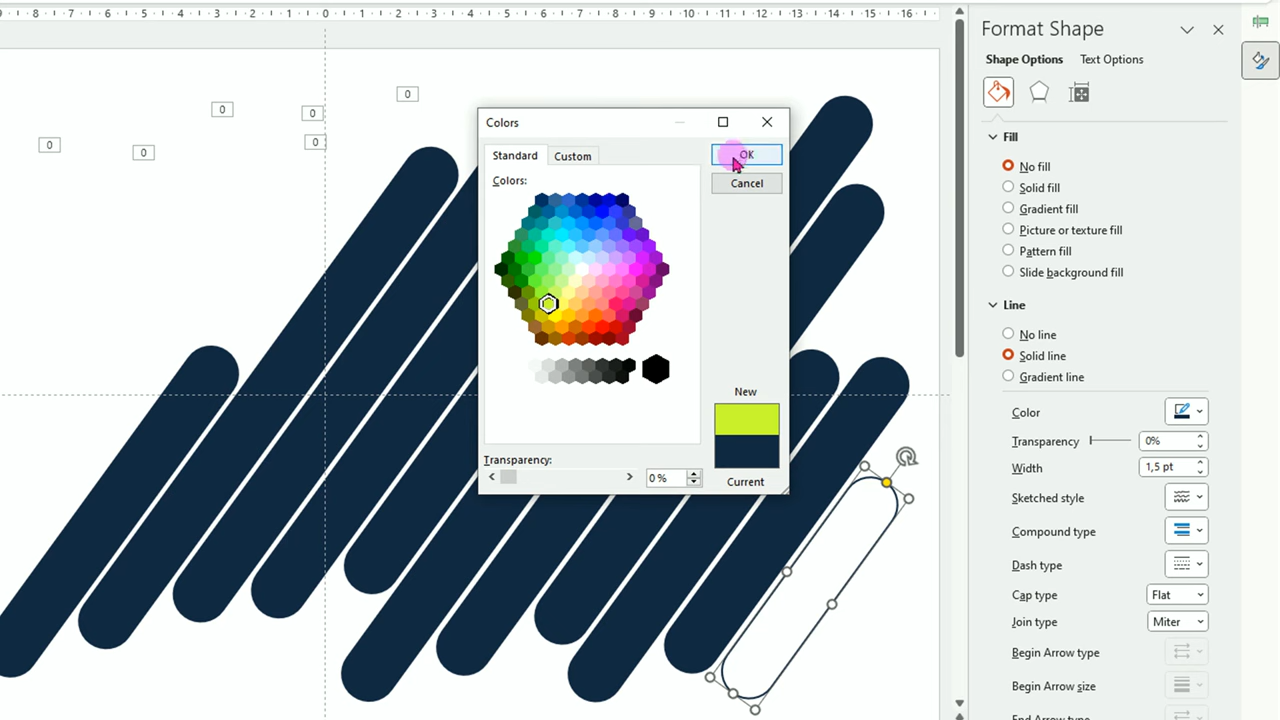 9 8 7 6 5 4 3 2 1 0 1 2 3 4 5 6 7 8 9 10 11 12 13 14 15 16
0
0
0
0
0
0
Colors
Standard
Custom
OK
Cancel
Colors:
New
Current
Transparency:
0 %
Format Shape
Shape Options
Text Options
Fill
No fill
Solid fill
Gradient fill
Picture or texture fill
Pattern fill
Slide background fill
Line
No line
Solid line
Gradient line
Color
Transparency
0%
Width
1,5 pt
Sketched style
Compound type
Dash type
Cap type
Flat
Join type
Miter
Begin Arrow type
Begin Arrow size
End Arrow type